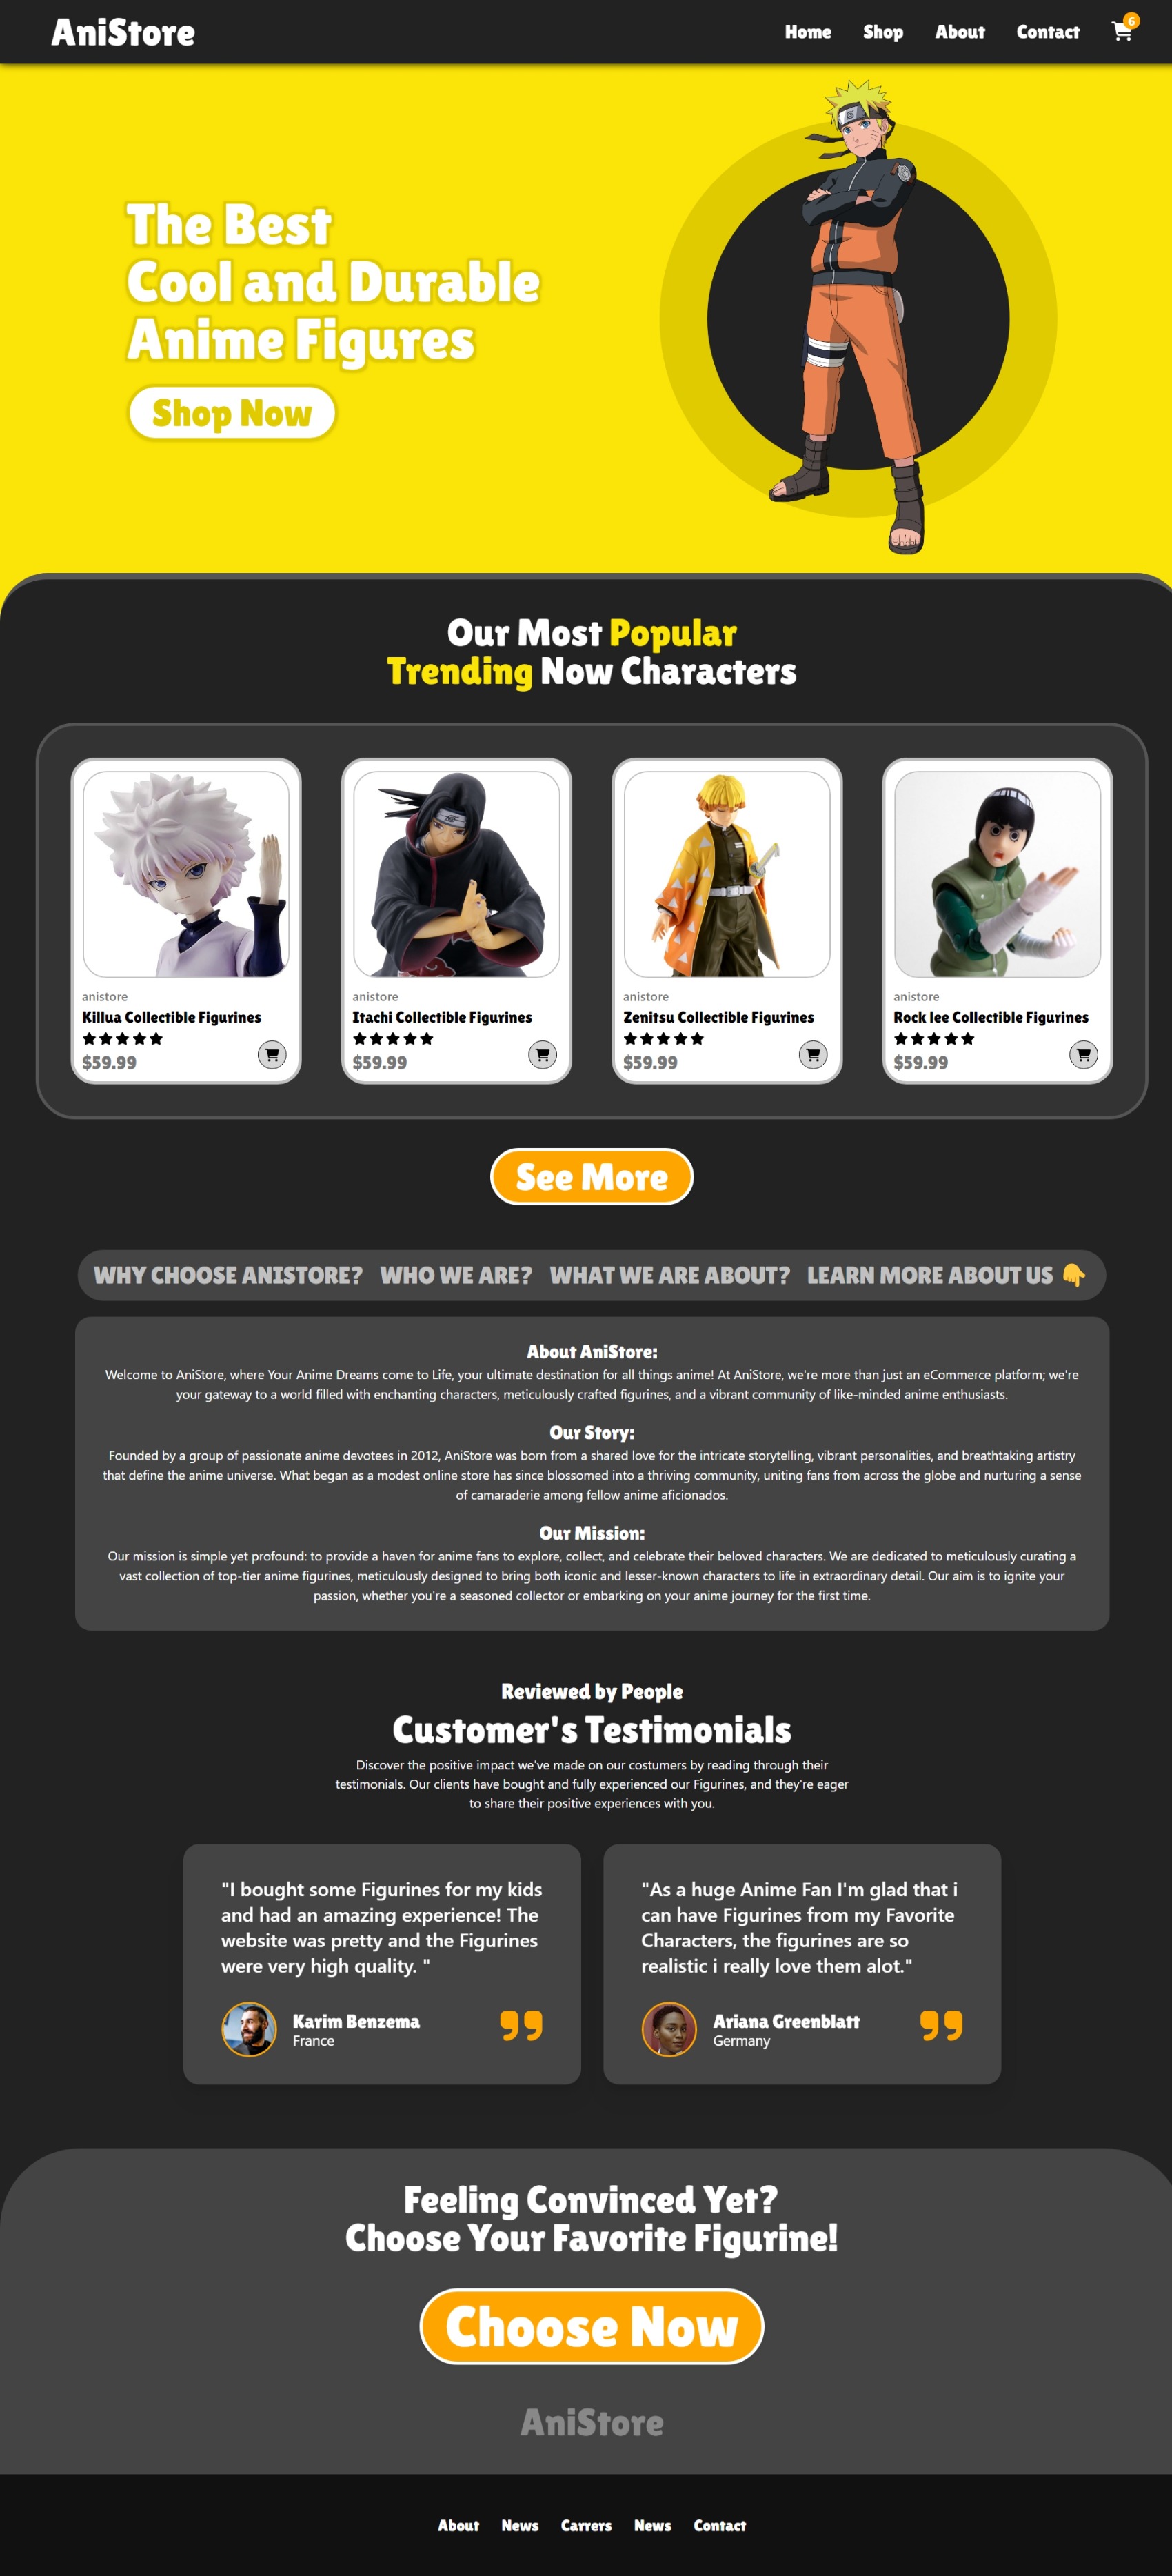 AniStore
Home Shop About Contact 6
The Best
Cool and Durable
Anime Figures
Shop Now
Our Most Popular
Trending Now Characters
anistore
Killua Collectible Figurines
$59.99
anistore
Itachi Collectible Figurines
$59.99
anistore
Zenitsu Collectible Figurines
$59.99
anistore
Rock lee Collectible Figurines
$59.99
See More
WHY CHOOSE ANISTORE? WHO WE ARE? WHAT WE ARE ABOUT? LEARN MORE ABOUT US 👇
About AniStore:
Welcome to AniStore, where Your Anime Dreams come to Life, your ultimate destination for all things anime! At AniStore, we're more than just an eCommerce platform; we're
your gateway to a world filled with enchanting characters, meticulously crafted figurines, and a vibrant community of like-minded anime enthusiasts.
Our Story:
Founded by a group of passionate anime devotees in 2012, AniStore was born from a shared love for the intricate storytelling, vibrant personalities, and breathtaking artistry
that define the anime universe. What began as a modest online store has since blossomed into a thriving community, uniting fans from across the globe and nurturing a sense
of camaraderie among fellow anime aficionados.
Our Mission:
Our mission is simple yet profound: to provide a haven for anime fans to explore, collect, and celebrate their beloved characters. We are dedicated to meticulously curating a
vast collection of top-tier anime figurines, meticulously designed to bring both iconic and lesser-known characters to life in extraordinary detail. Our aim is to ignite your
passion, whether you're a seasoned collector or embarking on your anime journey for the first time.
Reviewed by People
Customer's Testimonials
Discover the positive impact we've made on our costumers by reading through their
testimonials. Our clients have bought and fully experienced our Figurines, and they're eager
to share their positive experiences with you.
"I bought some Figurines for my kids
and had an amazing experience! The
website was pretty and the Figurines
were very high quality. "
Karim Benzema
France
"As a huge Anime Fan I'm glad that i
can have Figurines from my Favorite
Characters, the figurines are so
realistic i really love them alot."
Ariana Greenblatt
Germany
Feeling Convinced Yet?
Choose Your Favorite Figurine!
Choose Now
AniStore
About News Carrers News Contact